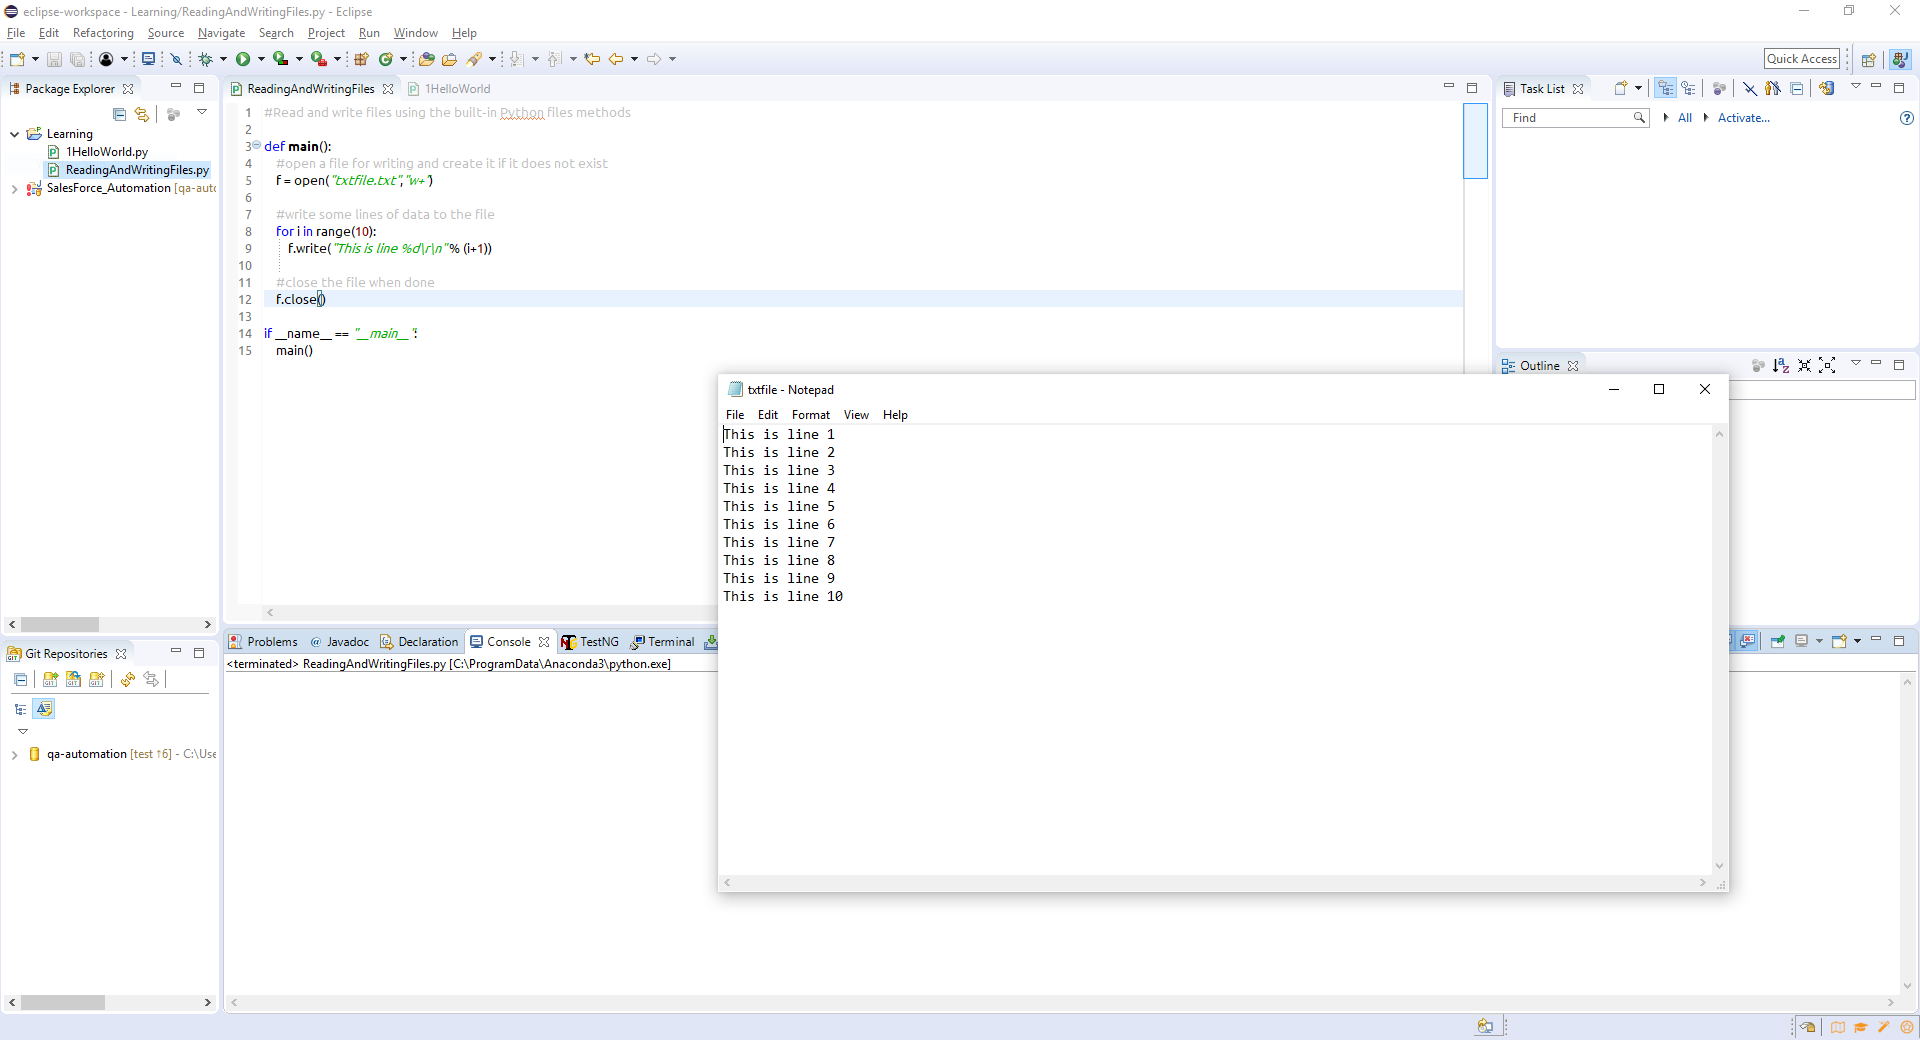 eclipse-workspace - Learning/ReadingAndWritingFiles.py - Eclipse
File Edit Refactoring Source Navigate Search Project Run Window Help
Quick Access
Package Explorer
Learning
1HelloWorld.py
ReadingAndWritingFiles.py
SalesForce_Automation [qa-aut
ReadingAndWritingFiles 1HelloWorld
1 #Read and write files using the built-in Python files methods
2
3 def main():
4 #open a file for writing and create it if it does not exist
5 f = open("txtfile.txt","w+")
6
7 #write some lines of data to the file
8 for i in range(10):
9 f.write("This is line %d\r\n" % (i+1))
10
11 #close the file when done
12 f.close()
13
14 if __name__ == "__main__":
15 main()
Task List
Find All Activate...
Outline
txtfile - Notepad
File Edit Format View Help
This is line 1
This is line 2
This is line 3
This is line 4
This is line 5
This is line 6
This is line 7
This is line 8
This is line 9
This is line 10
Git Repositories
qa-automation [test ↑6] - C:\Use
Problems Javadoc Declaration Console TestNG Terminal
<terminated> ReadingAndWritingFiles.py [C:\ProgramData\Anaconda3\python.exe]